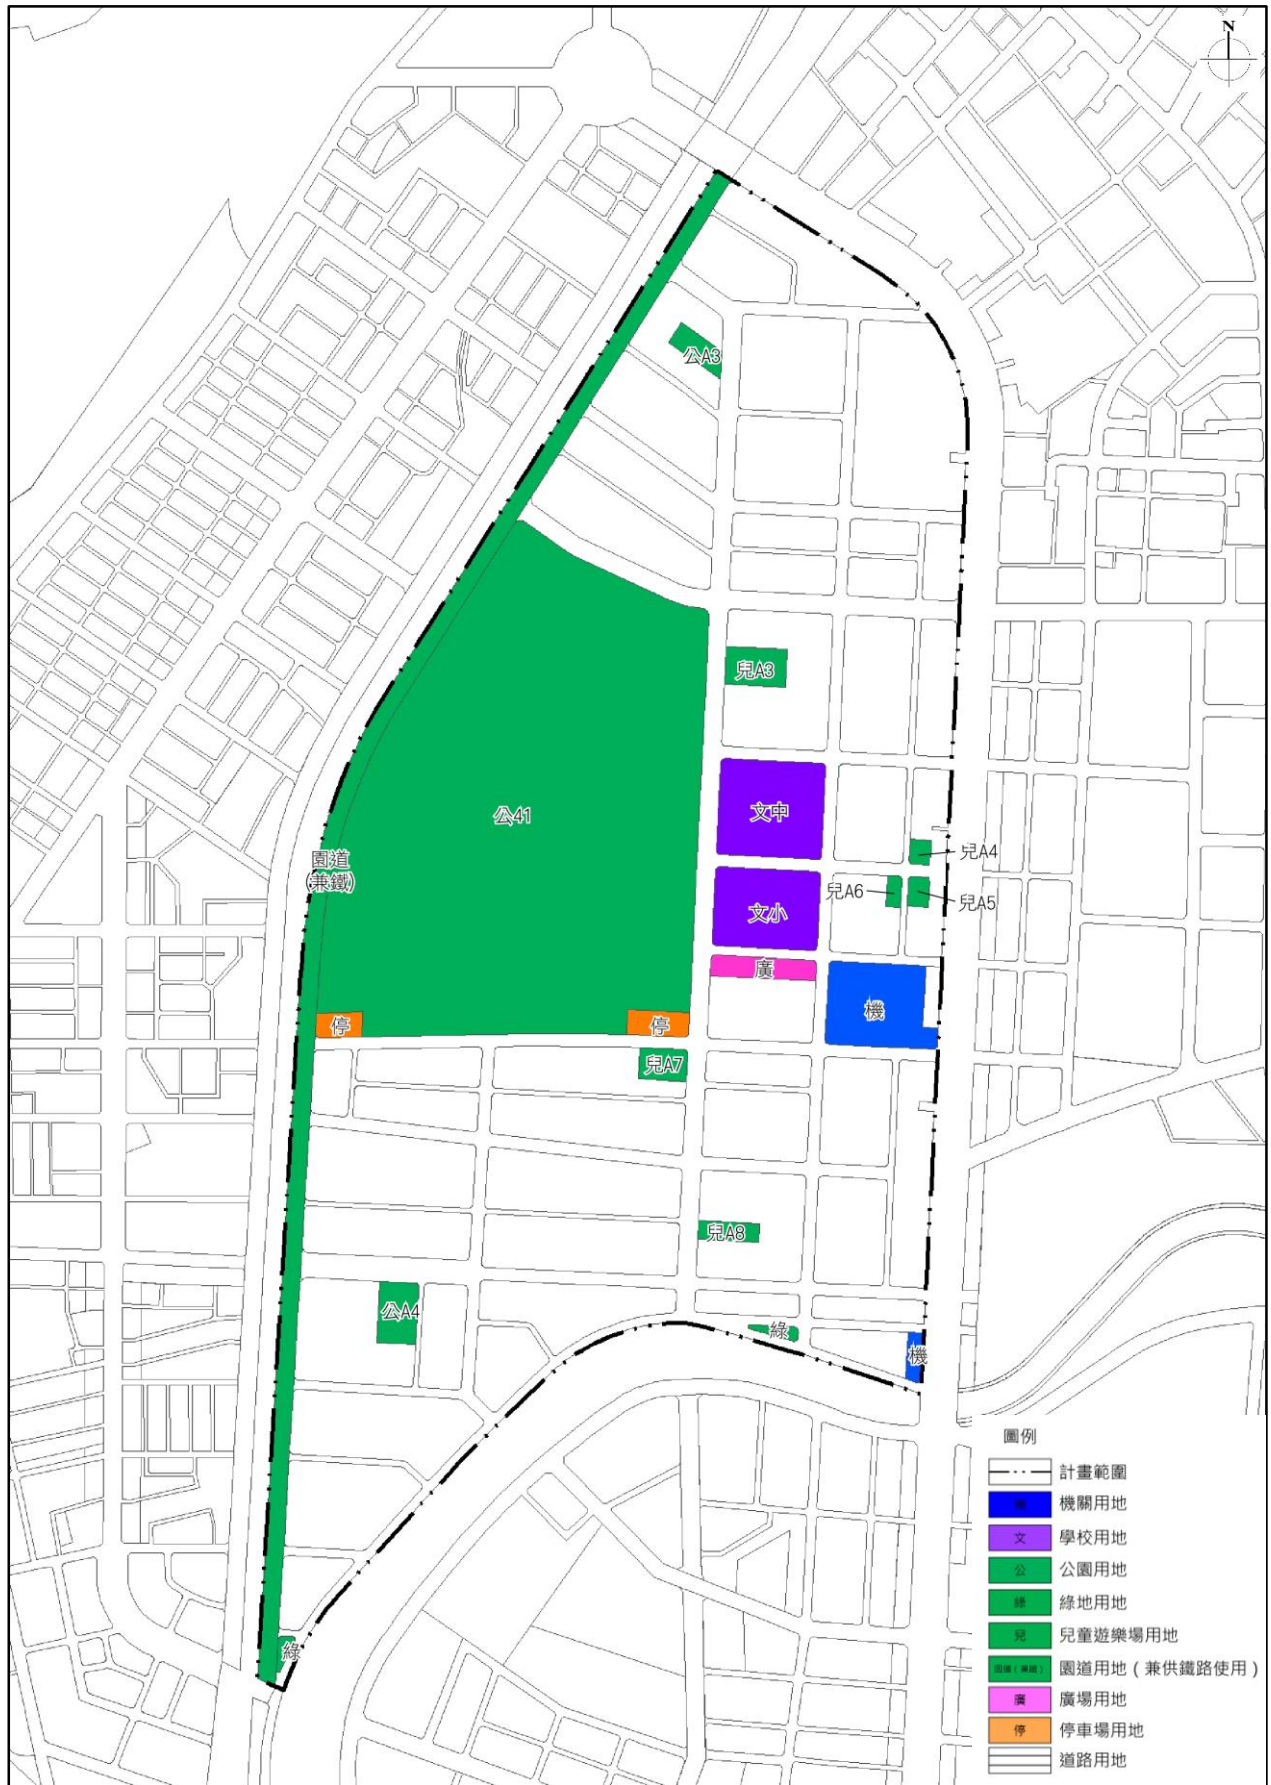 N
公A3
兒A3
公41
文中
兒A4
園道
(兼鐵)
兒A6
兒A5
文小
廣
機
停
停
兒A7
兒A8
公A4
綠
機
綠
圖例
計畫範圍
機 機關用地
文 學校用地
公 公園用地
綠 綠地用地
兒 兒童遊樂場用地
園道（兼鐵） 園道用地（兼供鐵路使用）
廣 廣場用地
停 停車場用地
道路用地